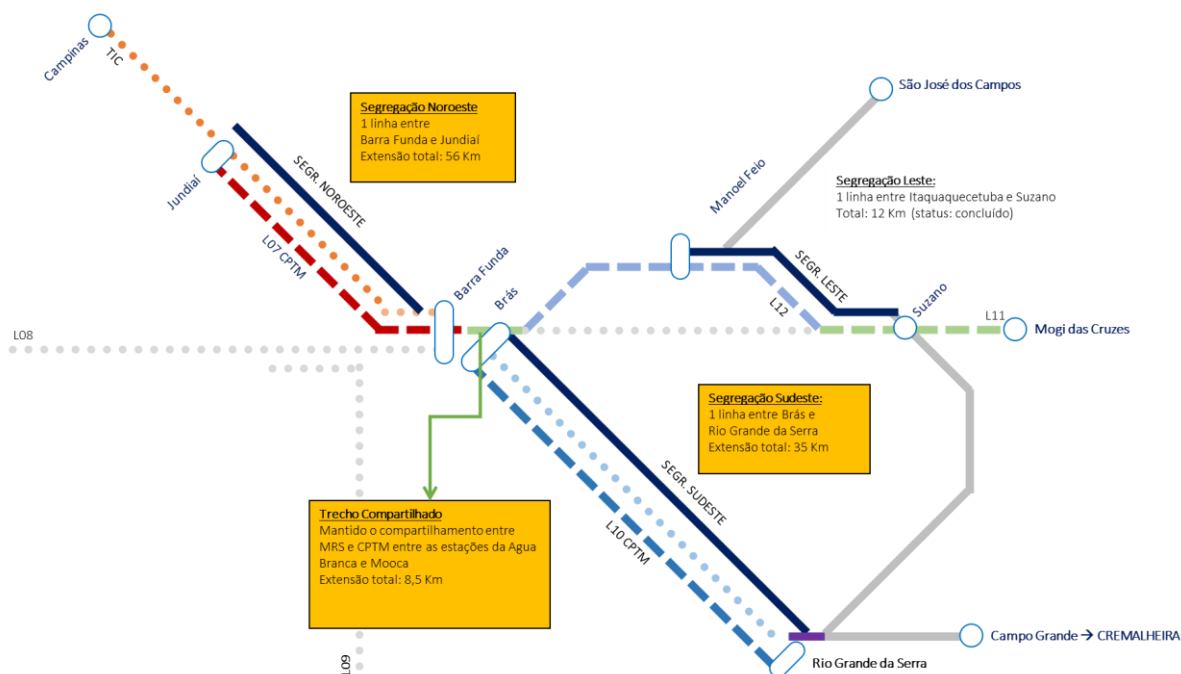 Campinas
TIC
Segregação Noroeste
1 linha entre
Barra Funda e Jundiaí
Extensão total: 56 Km
São José dos Campos
Jundiaí
SEGR. NOROESTE
L07 CPTM
Manoel Feio
Segregação Leste:
1 linha entre Itaquaquecetuba e Suzano
Total: 12 Km (status: concluído)
Barra Funda
Brás
SEGR. LESTE
L12
Suzano
L11
Mogi das Cruzes
L08
Segregação Sudeste:
1 linha entre Brás e
Rio Grande da Serra
Extensão total: 35 Km
SEGR. SUDESTE
L10 CPTM
Trecho Compartilhado
Mantido o compartilhamento entre
MRS e CPTM entre as estações da Agua
Branca e Mooca
Extensão total: 8,5 Km
L09
Campo Grande → CREMALHEIRA
Rio Grande da Serra